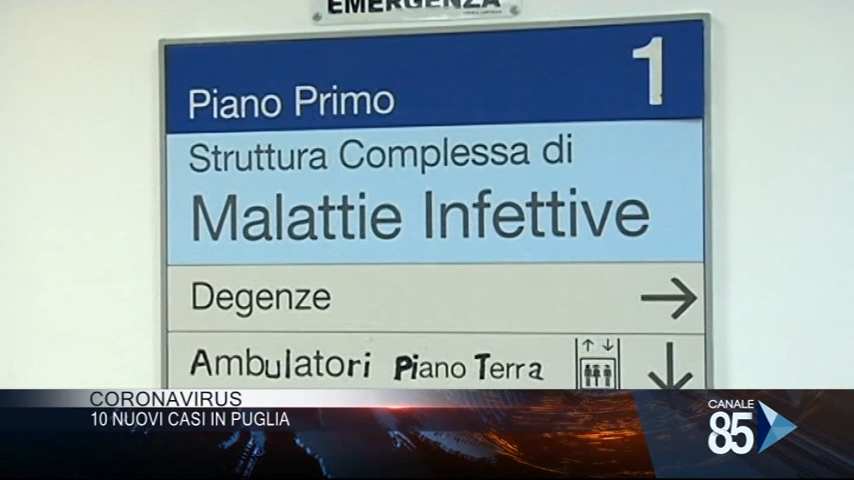 EMERGENZA
Piano Primo 1
Struttura Complessa di
Malattie Infettive
Degenze
Ambulatori Piano Terra
CORONAVIRUS
10 NUOVI CASI IN PUGLIA
CANALE
85